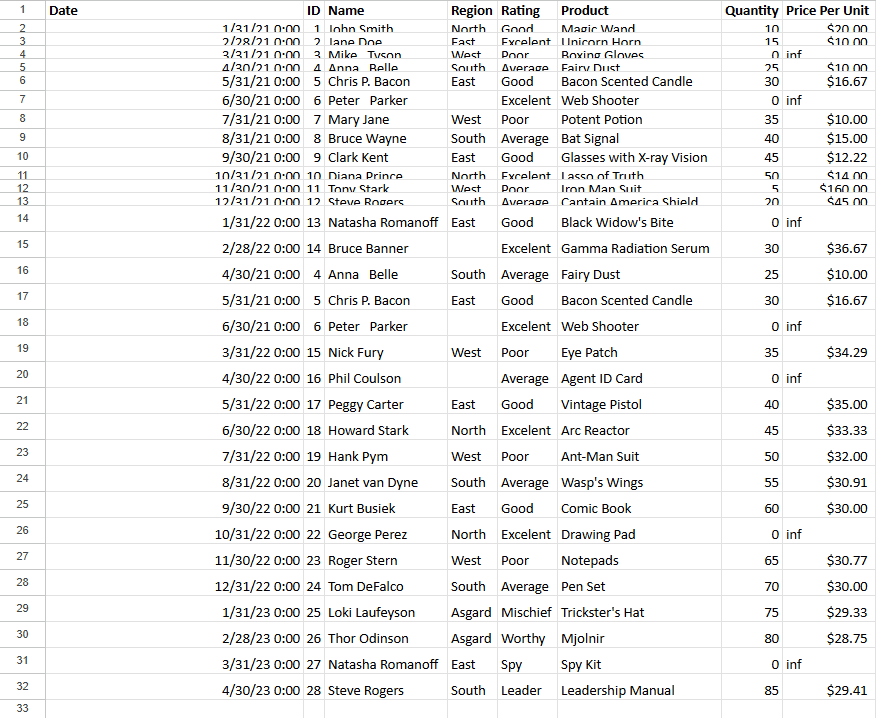 1 Date ID Name Region Rating Product Quantity Price Per Unit
2 1/31/21 0:00 1 John Smith North Good Magic Wand 10 $20.00
3 2/28/21 0:00 2 Jane Doe East Excelent Unicorn Horn 15 $10.00
4 3/31/21 0:00 3 Mike Tyson West Poor Boxing Gloves 0 inf
5 4/30/21 0:00 4 Anna Belle South Average Fairy Dust 25 $10.00
6 5/31/21 0:00 5 Chris P. Bacon East Good Bacon Scented Candle 30 $16.67
7 6/30/21 0:00 6 Peter Parker Excelent Web Shooter 0 inf
8 7/31/21 0:00 7 Mary Jane West Poor Potent Potion 35 $10.00
9 8/31/21 0:00 8 Bruce Wayne South Average Bat Signal 40 $15.00
10 9/30/21 0:00 9 Clark Kent East Good Glasses with X-ray Vision 45 $12.22
11 10/31/21 0:00 10 Diana Prince North Excelent Lasso of Truth 50 $14.00
12 11/30/21 0:00 11 Tony Stark West Poor Iron Man Suit 5 $160.00
13 12/31/21 0:00 12 Steve Rogers South Average Captain America Shield 20 $45.00
14 1/31/22 0:00 13 Natasha Romanoff East Good Black Widow's Bite 0 inf
15 2/28/22 0:00 14 Bruce Banner Excelent Gamma Radiation Serum 30 $36.67
16 4/30/21 0:00 4 Anna Belle South Average Fairy Dust 25 $10.00
17 5/31/21 0:00 5 Chris P. Bacon East Good Bacon Scented Candle 30 $16.67
18 6/30/21 0:00 6 Peter Parker Excelent Web Shooter 0 inf
19 3/31/22 0:00 15 Nick Fury West Poor Eye Patch 35 $34.29
20 4/30/22 0:00 16 Phil Coulson Average Agent ID Card 0 inf
21 5/31/22 0:00 17 Peggy Carter East Good Vintage Pistol 40 $35.00
22 6/30/22 0:00 18 Howard Stark North Excelent Arc Reactor 45 $33.33
23 7/31/22 0:00 19 Hank Pym West Poor Ant-Man Suit 50 $32.00
24 8/31/22 0:00 20 Janet van Dyne South Average Wasp's Wings 55 $30.91
25 9/30/22 0:00 21 Kurt Busiek East Good Comic Book 60 $30.00
26 10/31/22 0:00 22 George Perez North Excelent Drawing Pad 0 inf
27 11/30/22 0:00 23 Roger Stern West Poor Notepads 65 $30.77
28 12/31/22 0:00 24 Tom DeFalco South Average Pen Set 70 $30.00
29 1/31/23 0:00 25 Loki Laufeyson Asgard Mischief Trickster's Hat 75 $29.33
30 2/28/23 0:00 26 Thor Odinson Asgard Worthy Mjolnir 80 $28.75
31 3/31/23 0:00 27 Natasha Romanoff East Spy Spy Kit 0 inf
32 4/30/23 0:00 28 Steve Rogers South Leader Leadership Manual 85 $29.41
33